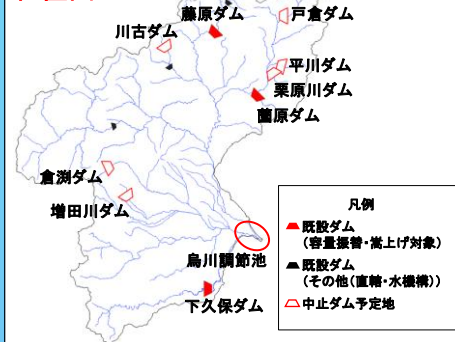 藤原ダム
戸倉ダム
川古ダム
平川ダム
栗原川ダム
薗原ダム
倉渕ダム
増田川ダム
烏川調節池
下久保ダム
凡例
既設ダム
(容量振替・嵩上げ対象)
既設ダム
(その他(直轄・水機構))
中止ダム予定地